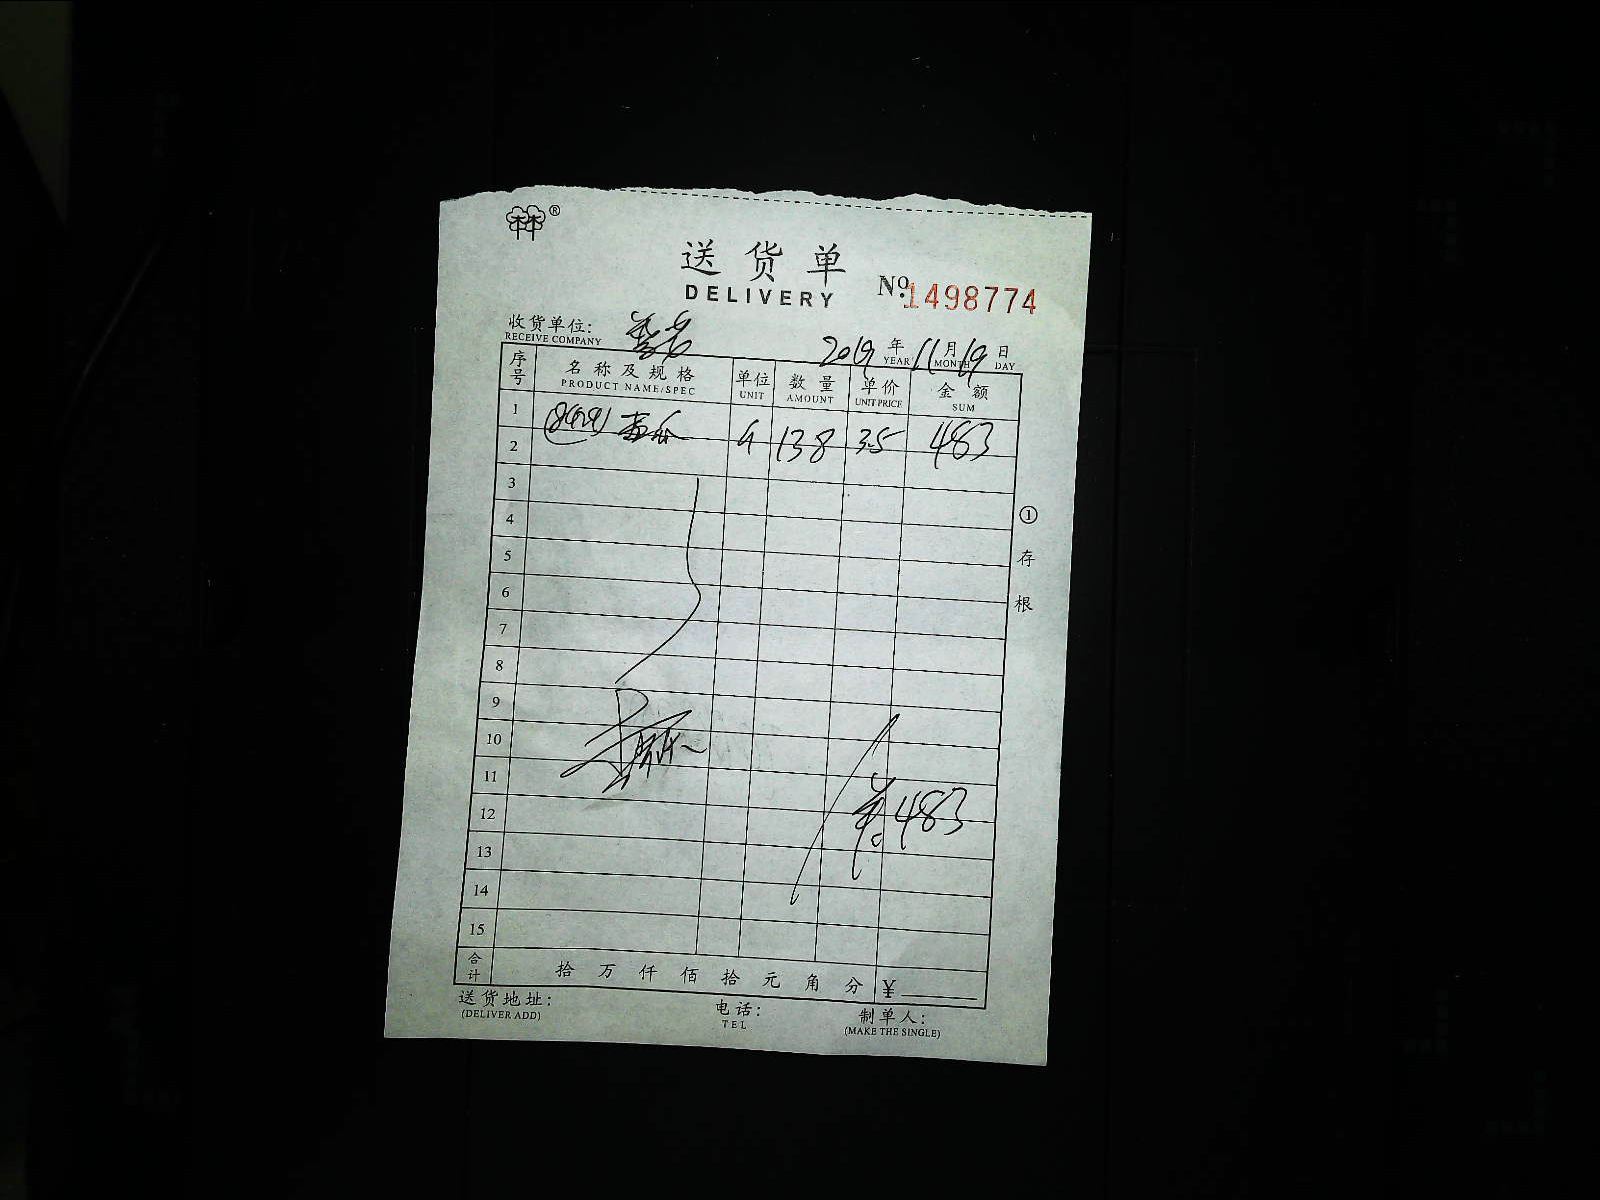 ®
送货单
DELIVERY
№ 1498774
收货单位:
RECEIVE COMPANY
2019 年 11 月 19 日
YEAR MONTH DAY
序号 名称及规格 单位 数量 单价 金额
PRODUCT NAME/SPEC UNIT AMOUNT UNIT PRICE SUM
1
2 个 138 3.5 483
3
4
5
6
7
8
9
10
11
12 483
13
14
15
① 存根
合计 拾 万 仟 佰 拾 元 角 分 ¥
送货地址: 电话: 制单人:
(DELIVER ADD) TEL (MAKE THE SINGLE)